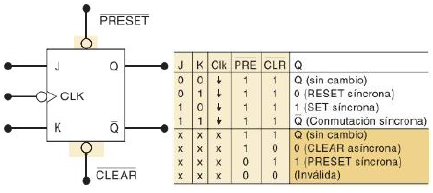 PRESET
J Q
CLK
K Q
CLEAR
J K Clk PRE CLR Q
0 0 ↓ 1 1 Q (sin cambio)
0 1 ↓ 1 1 0 (RESET síncrona)
1 0 ↓ 1 1 1 (SET síncrona)
1 1 ↓ 1 1 Q̅ (Conmutación síncrona)
x x x 1 1 Q (sin cambio)
x x x 1 0 0 (CLEAR asíncrona)
x x x 0 1 1 (PRESET síncrona)
x x x 0 0 (Inválida)